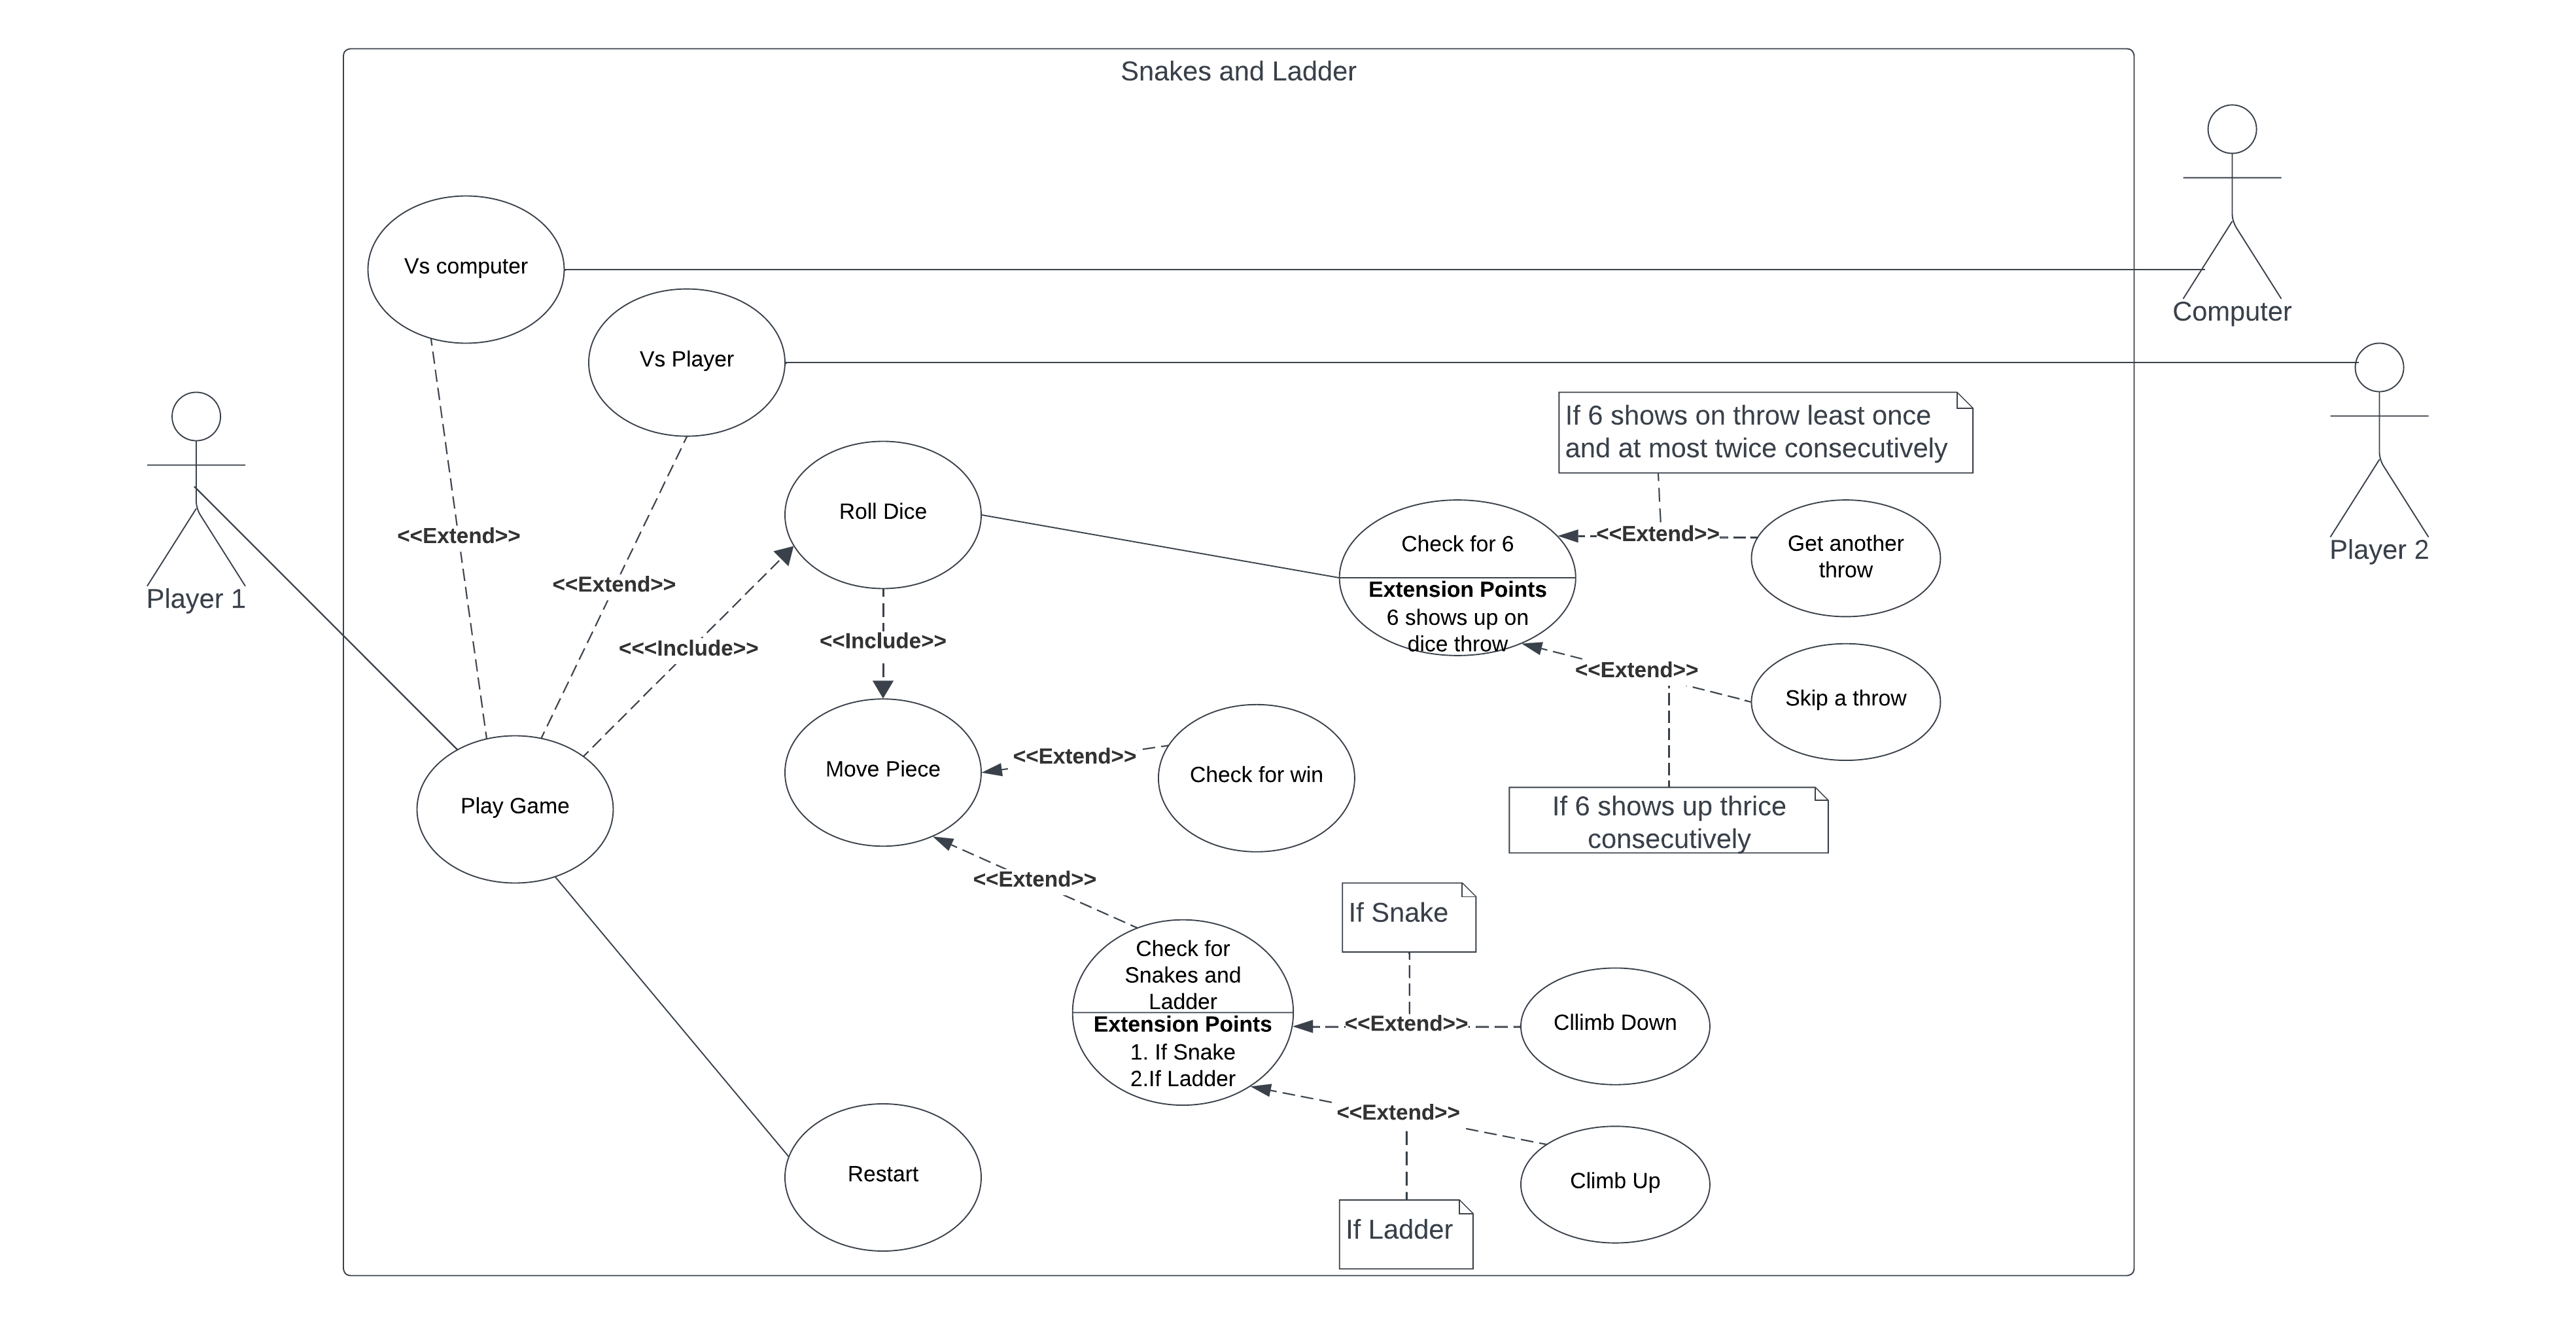 Snakes and Ladder
Vs computer
Computer
Vs Player
If 6 shows on throw least once
and at most twice consecutively
Roll Dice
<<Extend>>
<<Extend>>
Check for 6
Get another
throw
Player 2
Player 1
<<Extend>>
Extension Points
6 shows up on
dice throw
<<<Include>>
<<Include>>
<<Extend>>
Skip a throw
<<Extend>>
Move Piece
Check for win
Play Game
If 6 shows up thrice
consecutively
<<Extend>>
If Snake
Check for
Snakes and
Ladder
Extension Points
1. If Snake
2.If Ladder
<<Extend>>
Cllimb Down
<<Extend>>
Restart
Climb Up
If Ladder